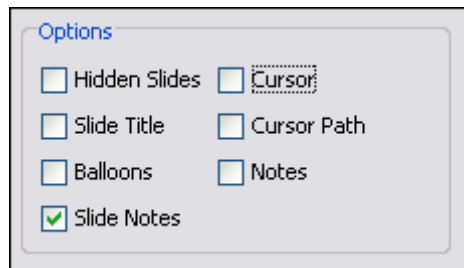 Options
Hidden Slides Cursor
Slide Title Cursor Path
Balloons Notes
Slide Notes